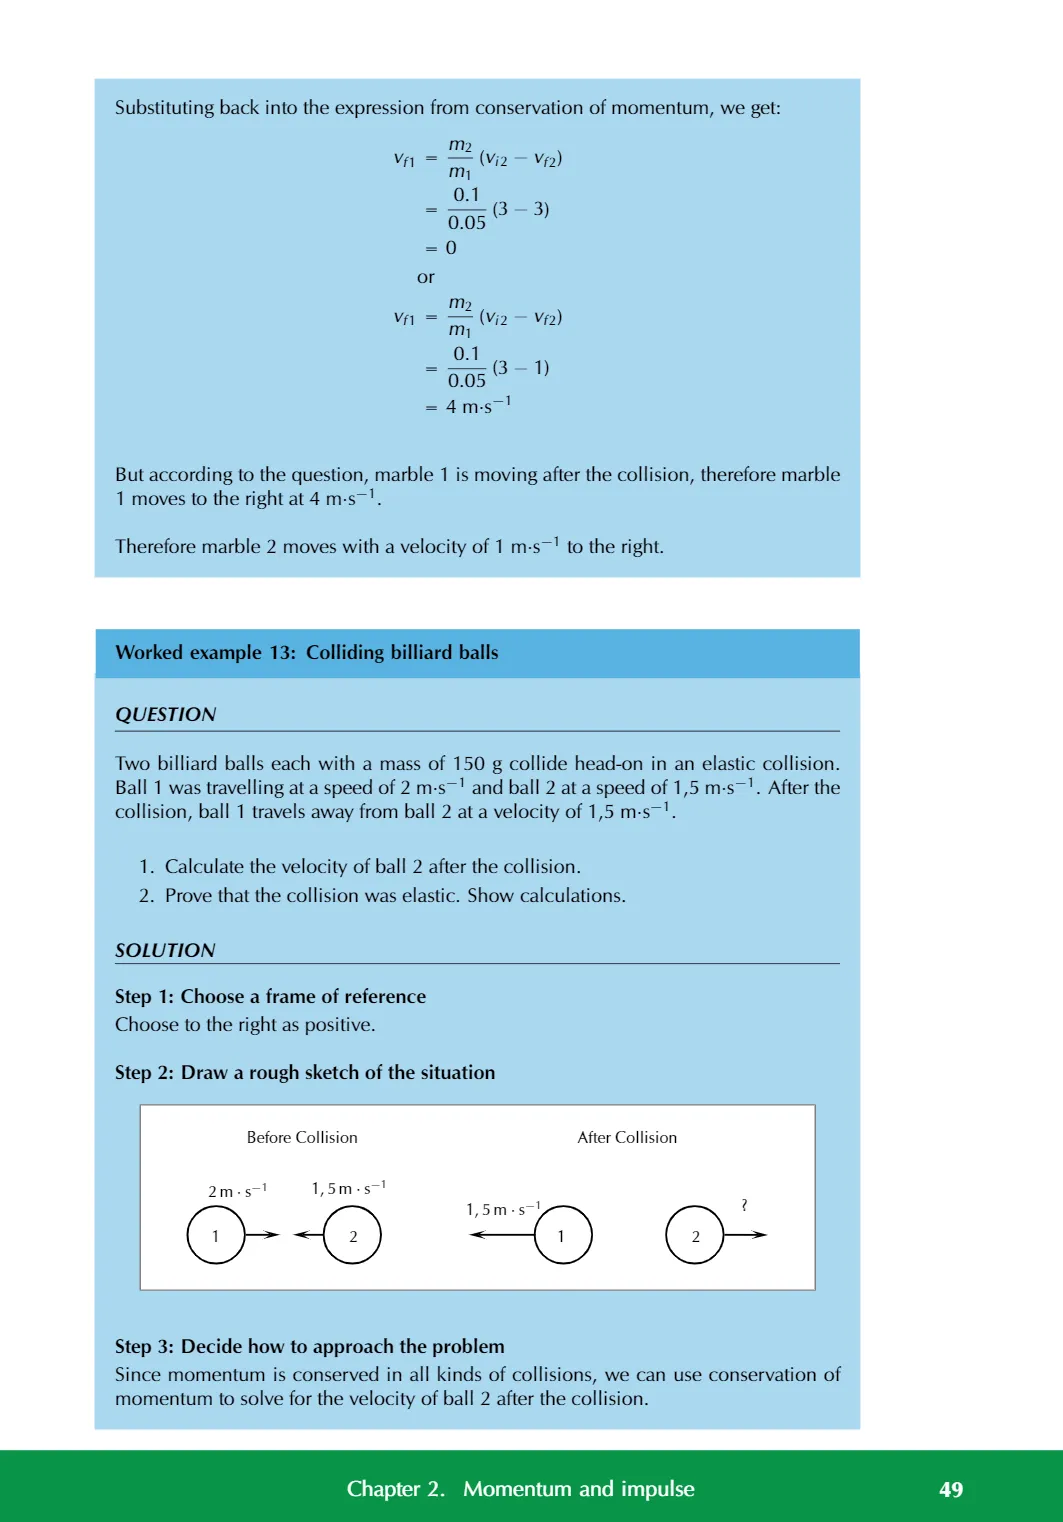 Substituting back into the expression from conservation of momentum, we get:
v_{f1} = \frac{m_2}{m_1} (v_{i2} − v_{f2})
= \frac{0.1}{0.05} (3 − 3)
= 0
or
v_{f1} = \frac{m_2}{m_1} (v_{i2} − v_{f2})
= \frac{0.1}{0.05} (3 − 1)
= 4 m·s⁻¹
But according to the question, marble 1 is moving after the collision, therefore marble
1 moves to the right at 4 m·s⁻¹.
Therefore marble 2 moves with a velocity of 1 m·s⁻¹ to the right.
Worked example 13: Colliding billiard balls
QUESTION
Two billiard balls each with a mass of 150 g collide head-on in an elastic collision.
Ball 1 was travelling at a speed of 2 m·s⁻¹ and ball 2 at a speed of 1,5 m·s⁻¹. After the
collision, ball 1 travels away from ball 2 at a velocity of 1,5 m·s⁻¹.
1. Calculate the velocity of ball 2 after the collision.
2. Prove that the collision was elastic. Show calculations.
SOLUTION
Step 1: Choose a frame of reference
Choose to the right as positive.
Step 2: Draw a rough sketch of the situation
Before Collision After Collision
2 m · s⁻¹ 1, 5 m · s⁻¹ 1, 5 m · s⁻¹ ?
1 2 1 2
Step 3: Decide how to approach the problem
Since momentum is conserved in all kinds of collisions, we can use conservation of
momentum to solve for the velocity of ball 2 after the collision.
Chapter 2. Momentum and impulse 49